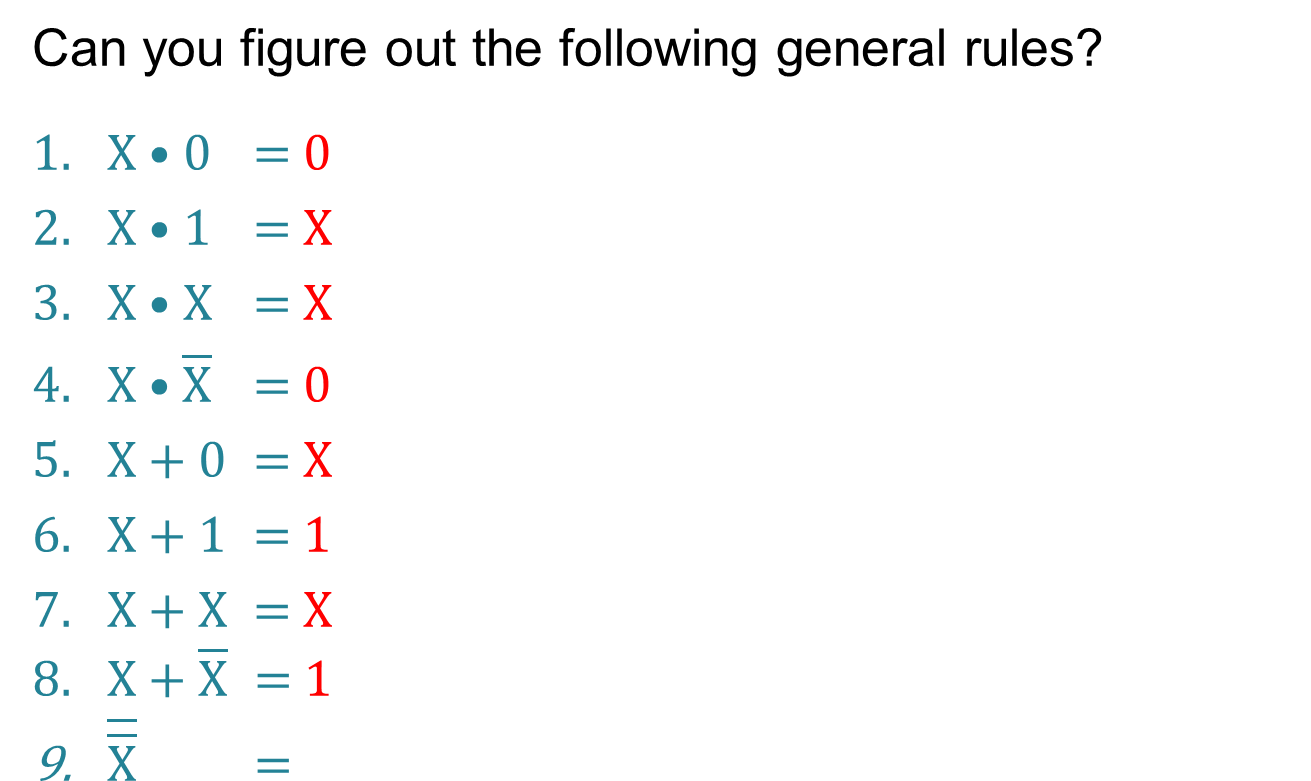 Can you figure out the following general rules?
1. X • 0 = 0
2. X • 1 = X
3. X • X = X
4. X • X̅ = 0
5. X + 0 = X
6. X + 1 = 1
7. X + X = X
8. X + X̅ = 1
9. X̿ =